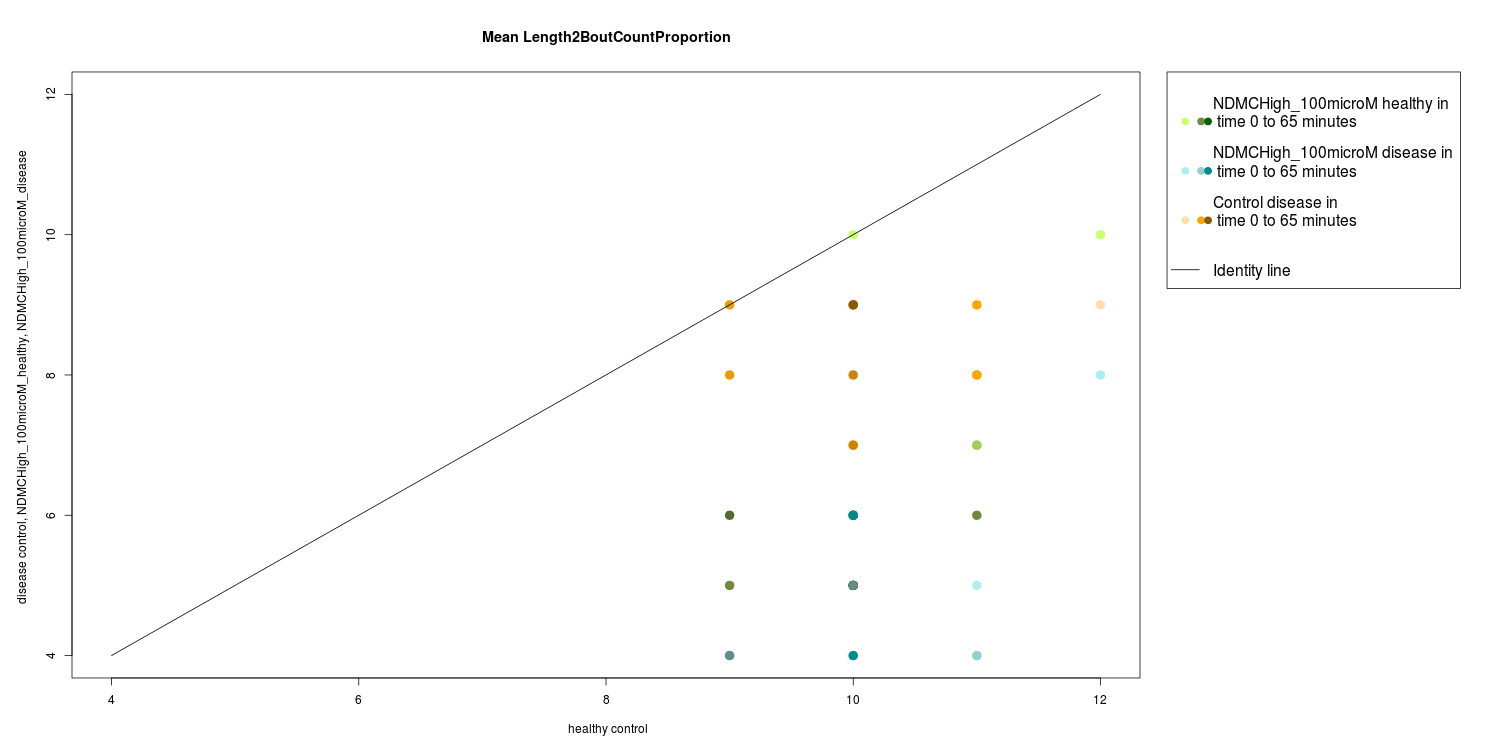 Mean Length2BoutCountProportion
disease control, NDMCHigh_100microM_healthy, NDMCHigh_100microM_disease
12
10
8
6
4
4
6
8
10
12
healthy control
NDMCHigh_100microM healthy in
time 0 to 65 minutes
NDMCHigh_100microM disease in
time 0 to 65 minutes
Control disease in
time 0 to 65 minutes
Identity line